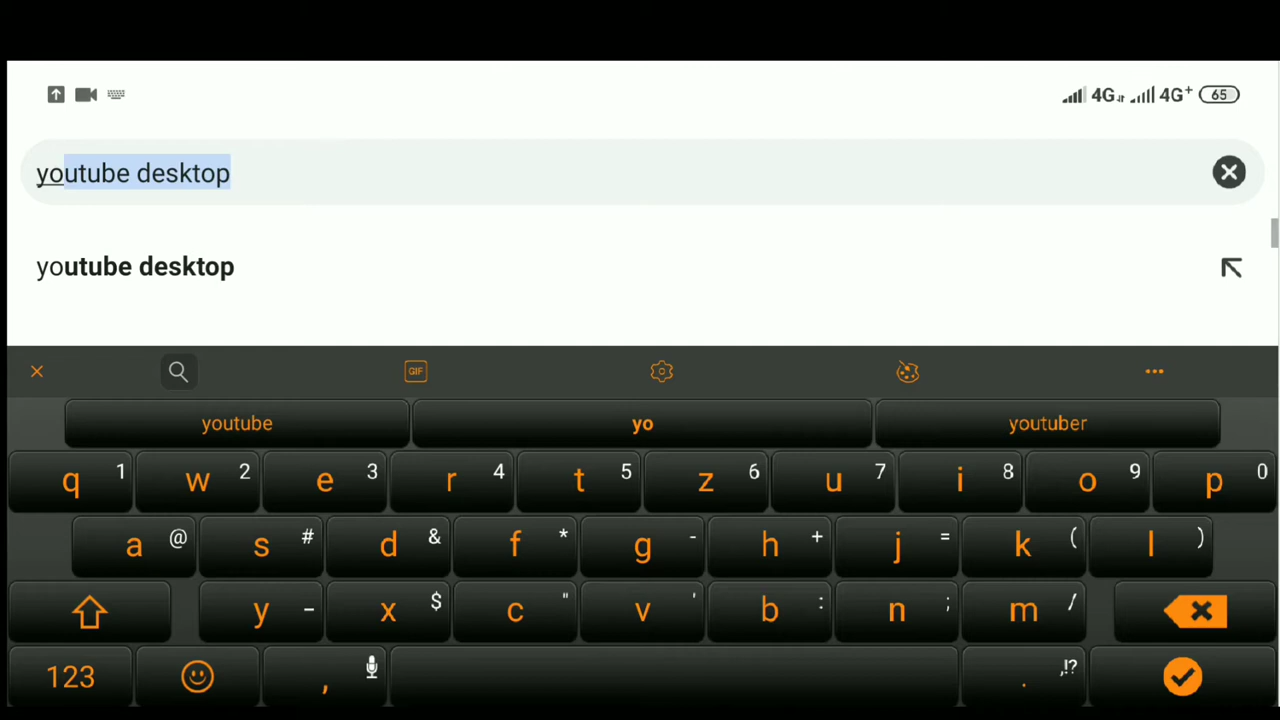 4G 4G+ 65
youtube desktop
youtube desktop
GIF
youtube yo youtuber
q 1 w 2 e 3 r 4 t 5 z 6 u 7 i 8 o 9 p 0
a @ s # d & f * g - h + j = k ( l )
y _ x $ c " v ' b : n ; m /
123 , . ,!?